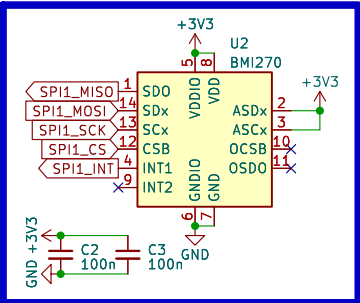 +3V3
U2
BMI270
5 8
VDDIO VDD
+3V3
SPI1_MISO 1 SDO
SPI1_MOSI 14 SDx ASDx 2
SPI1_SCK 13 SCx ASCx 3
SPI1_CS 12 CSB OCSB 10
SPI1_INT 4 INT1 OSDO 11
9 INT2
GNDIO GND
6 7
GND
+3V3
GND
C2
100n
C3
100n